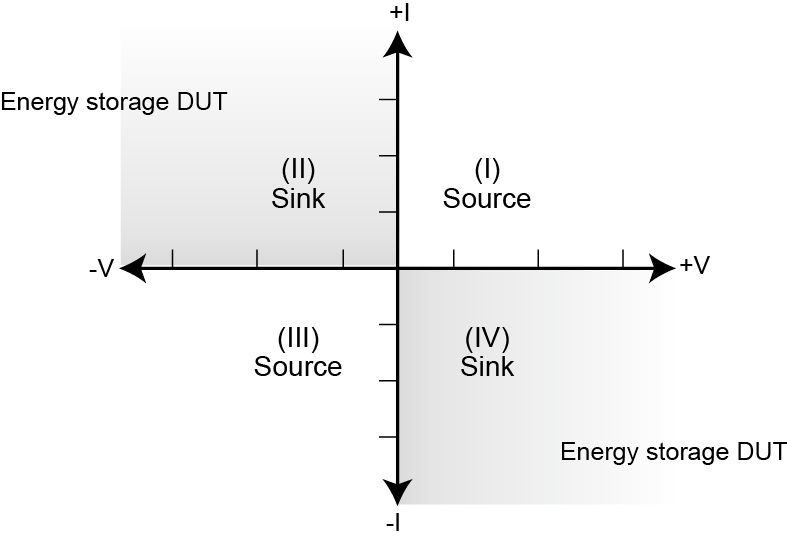 +I
Energy storage DUT
(II)
Sink
(I)
Source
-V
+V
(III)
Source
(IV)
Sink
Energy storage DUT
-I